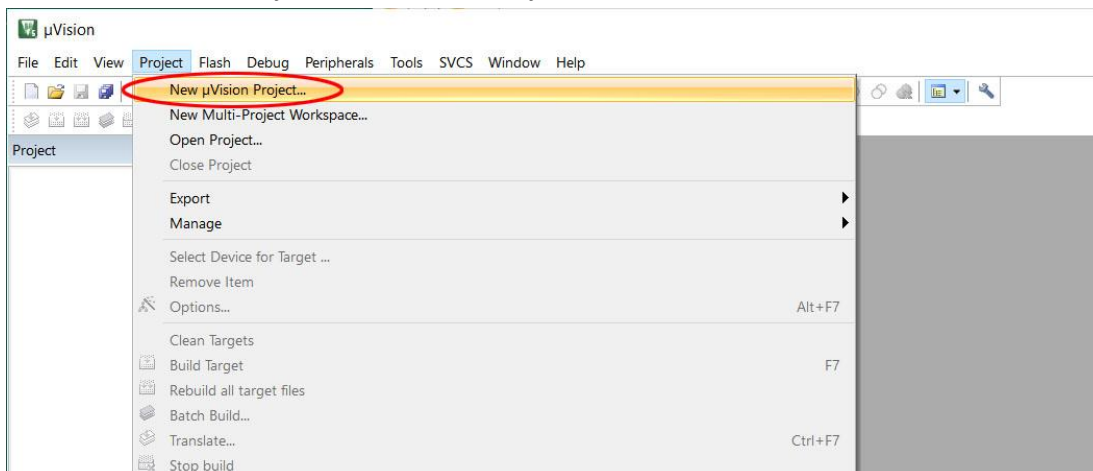 µVision
File Edit View Project Flash Debug Peripherals Tools SVCS Window Help
New µVision Project...
New Multi-Project Workspace...
Project
Open Project...
Close Project
Export
Manage
Select Device for Target ...
Remove Item
Options... Alt+F7
Clean Targets
Build Target F7
Rebuild all target files
Batch Build...
Translate... Ctrl+F7
Stop build